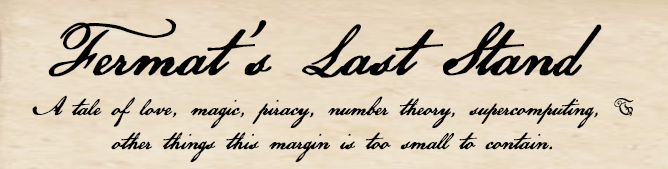 Fermat's Last Stand
A tale of love, magic, piracy, number theory, supercomputing, &
other things this margin is too small to contain.